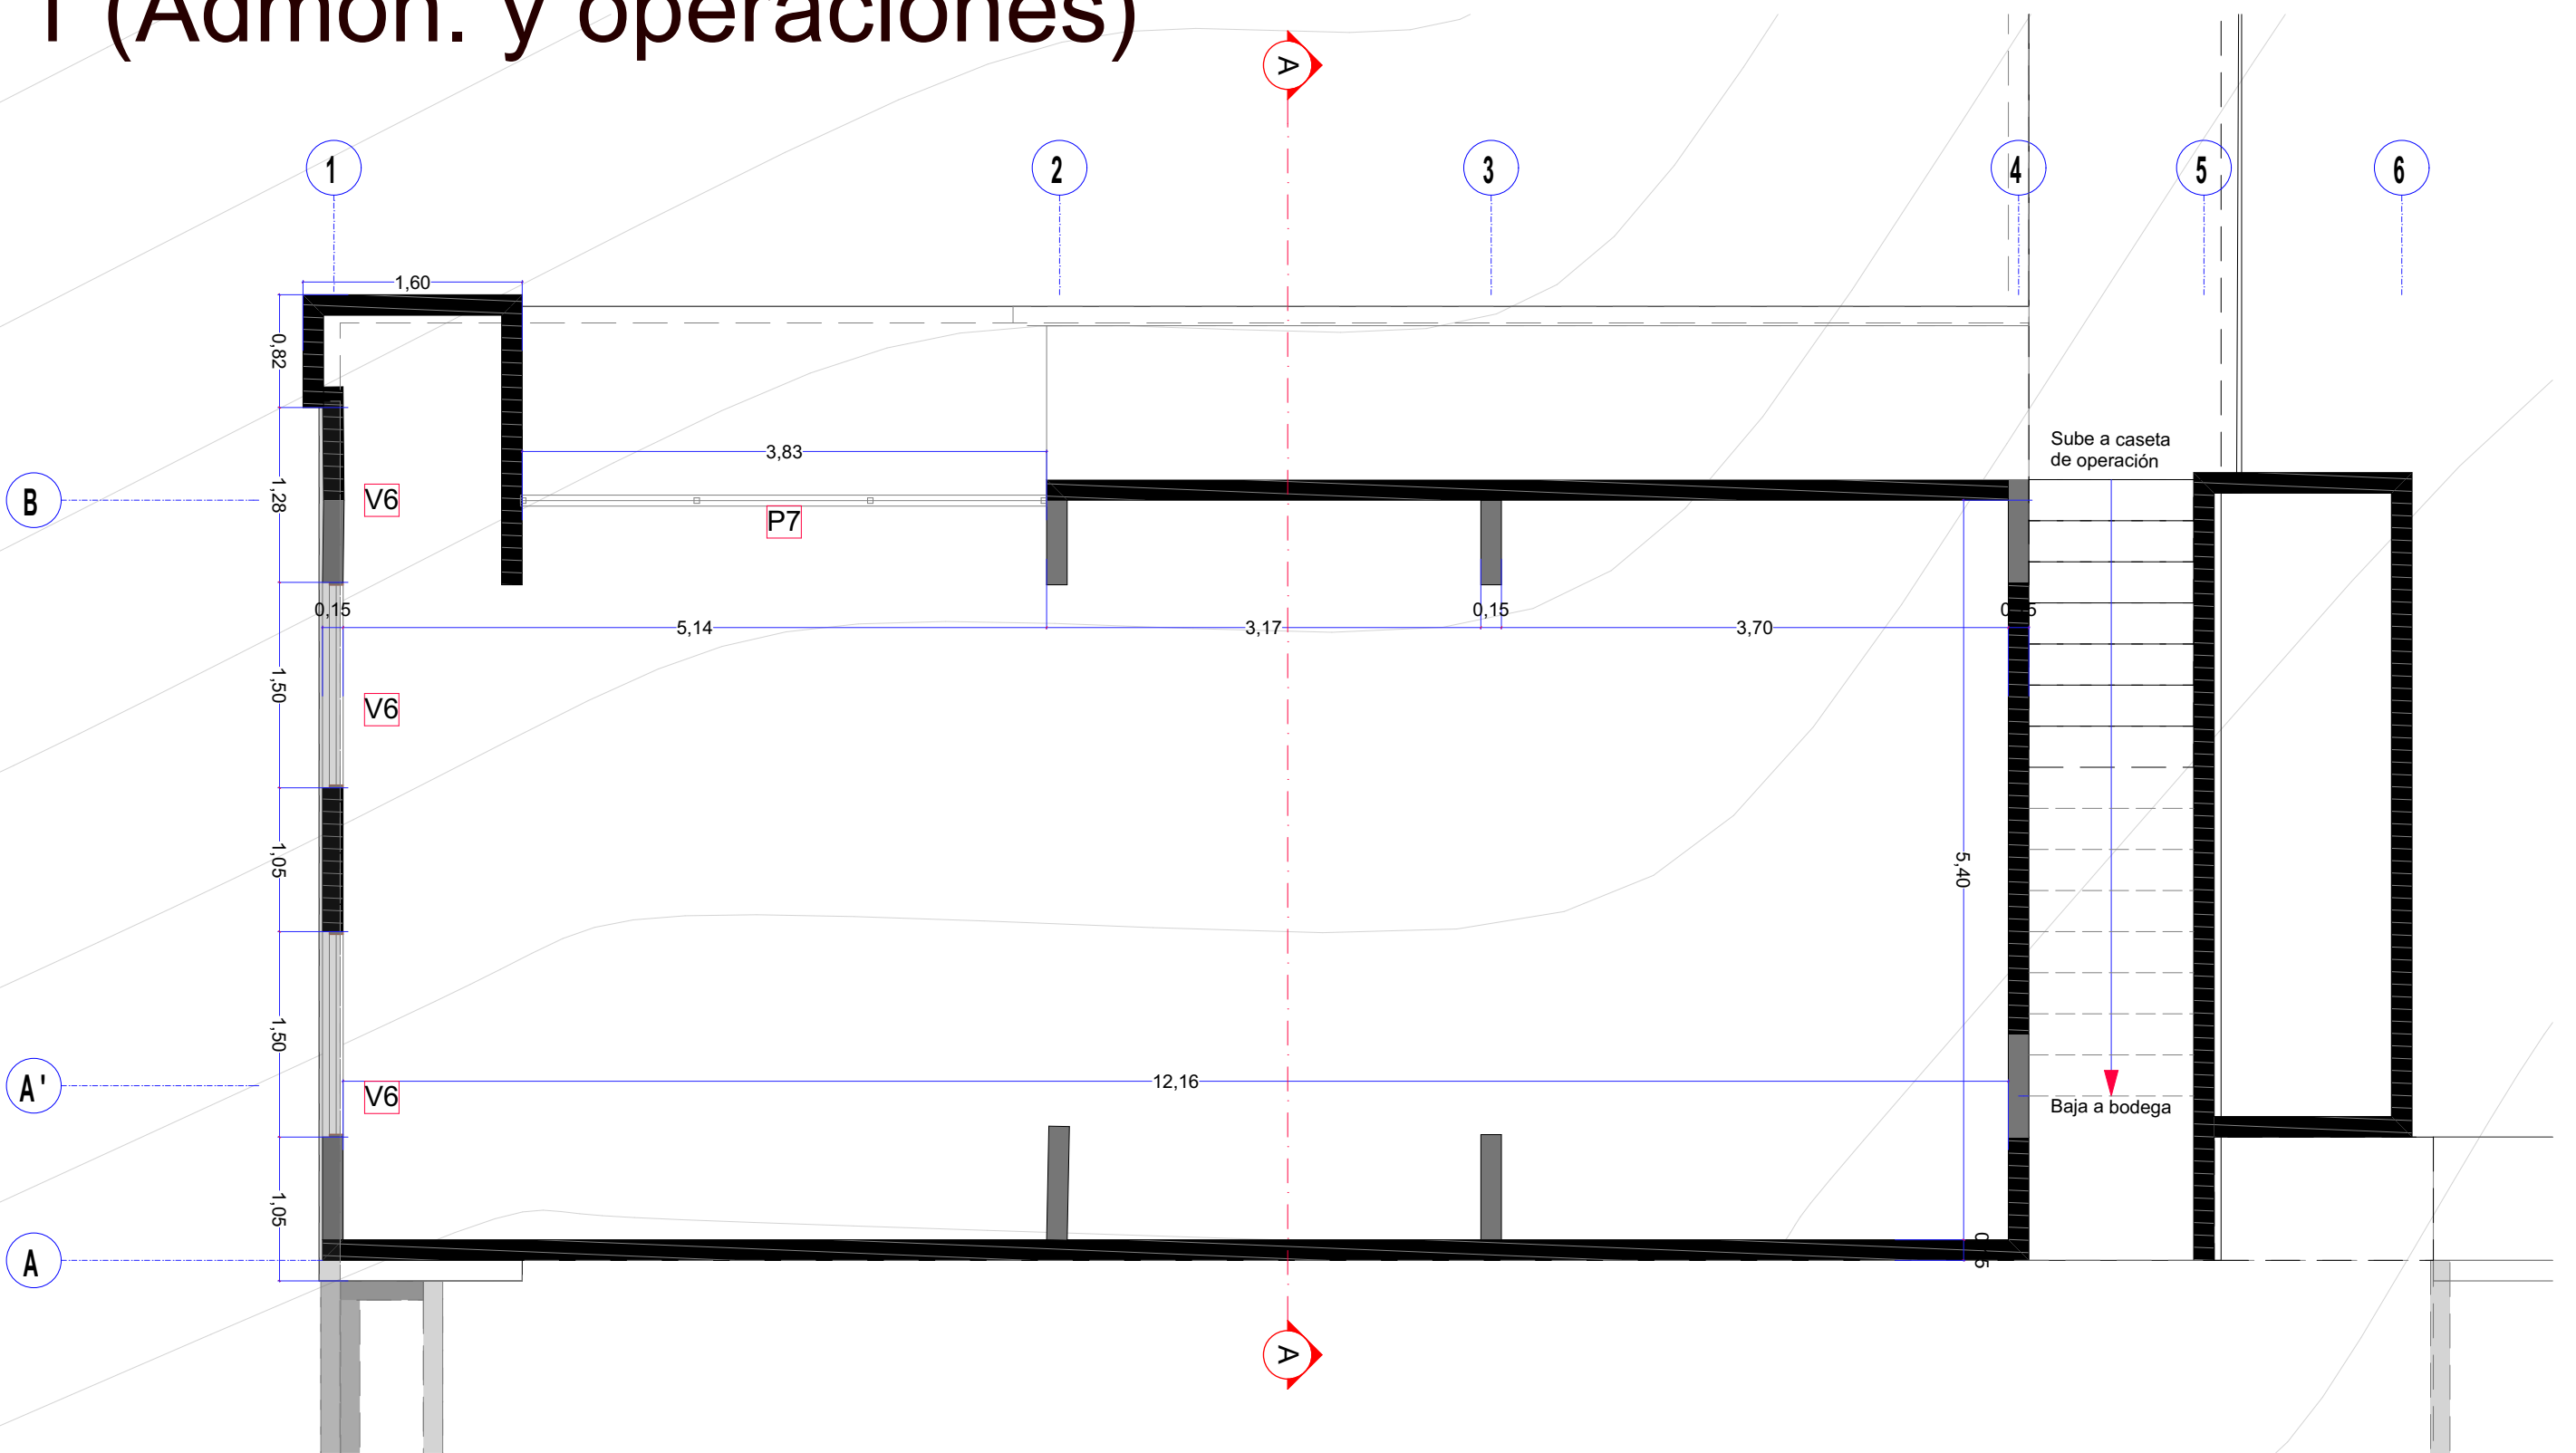 1 (Admon. y operaciones)
A
1
2
3
4
5
6
1,60
0,82
Sube a caseta
de operación
3,83
1,28
B
V6
P7
0,15
0,15
5,14
3,17
3,70
1,50
V6
1,05
5,40
1,50
A'
V6
12,16
Baja a bodega
1,05
A
A